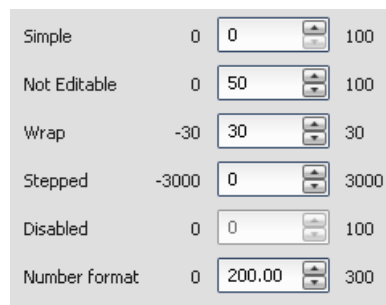 Simple 0 0 100
Not Editable 0 50 100
Wrap -30 30 30
Stepped -3000 0 3000
Disabled 0 0 100
Number format 0 200.00 300